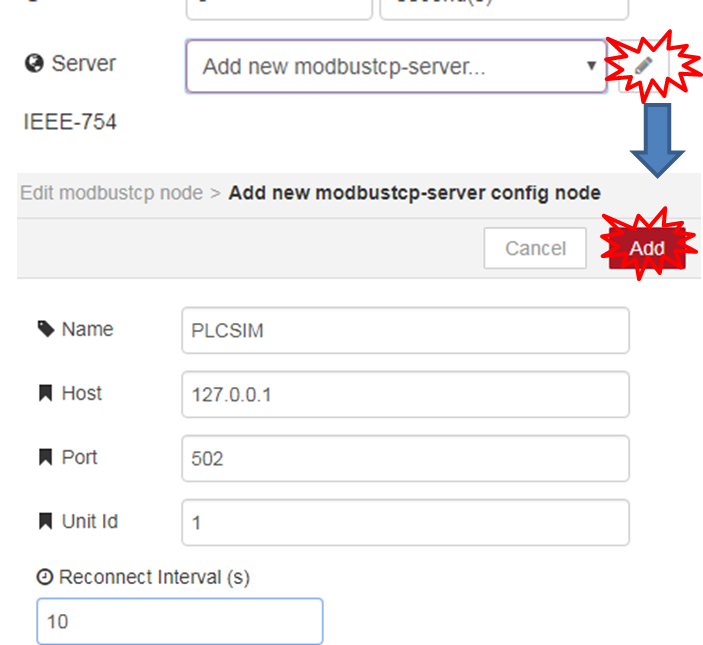 Server
Add new modbustcp-server...
IEEE-754
Edit modbustcp node > Add new modbustcp-server config node
Cancel
Add
Name
PLCSIM
Host
127.0.0.1
Port
502
Unit Id
1
Reconnect Interval (s)
10